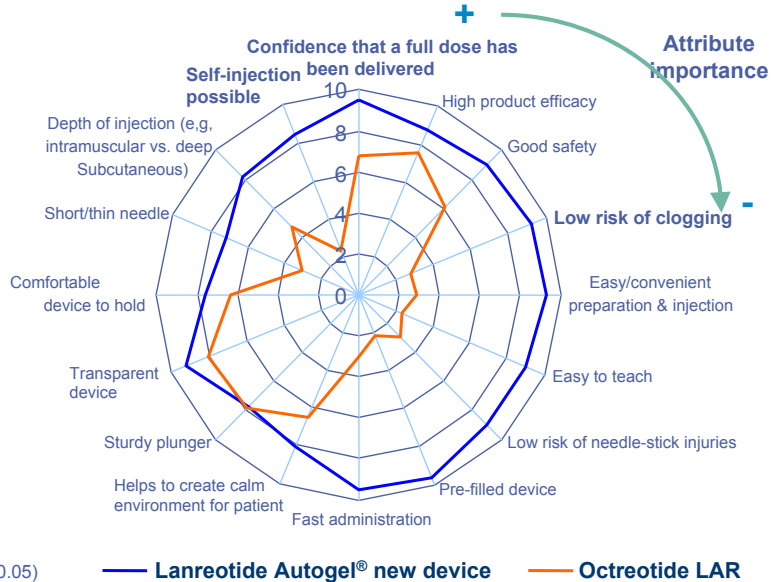 +
Attribute
importance
Confidence that a full dose has
been delivered
Self-injection
possible
High product efficacy
Depth of injection (e,g,
intramuscular vs. deep
Subcutaneous)
Good safety
Short/thin needle
Low risk of clogging
-
Comfortable
device to hold
Easy/convenient
preparation & injection
Transparent
device
Easy to teach
Sturdy plunger
Low risk of needle-stick injuries
Helps to create calm
environment for patient
Pre-filled device
Fast administration
10
8
6
4
2
0
0.05)
Lanreotide Autogel® new device
Octreotide LAR